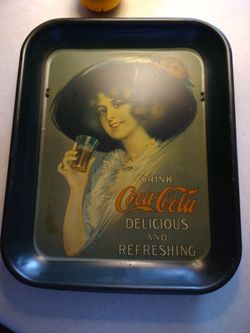 DRINK
Coca-Cola
DELICIOUS
AND
REFRESHING